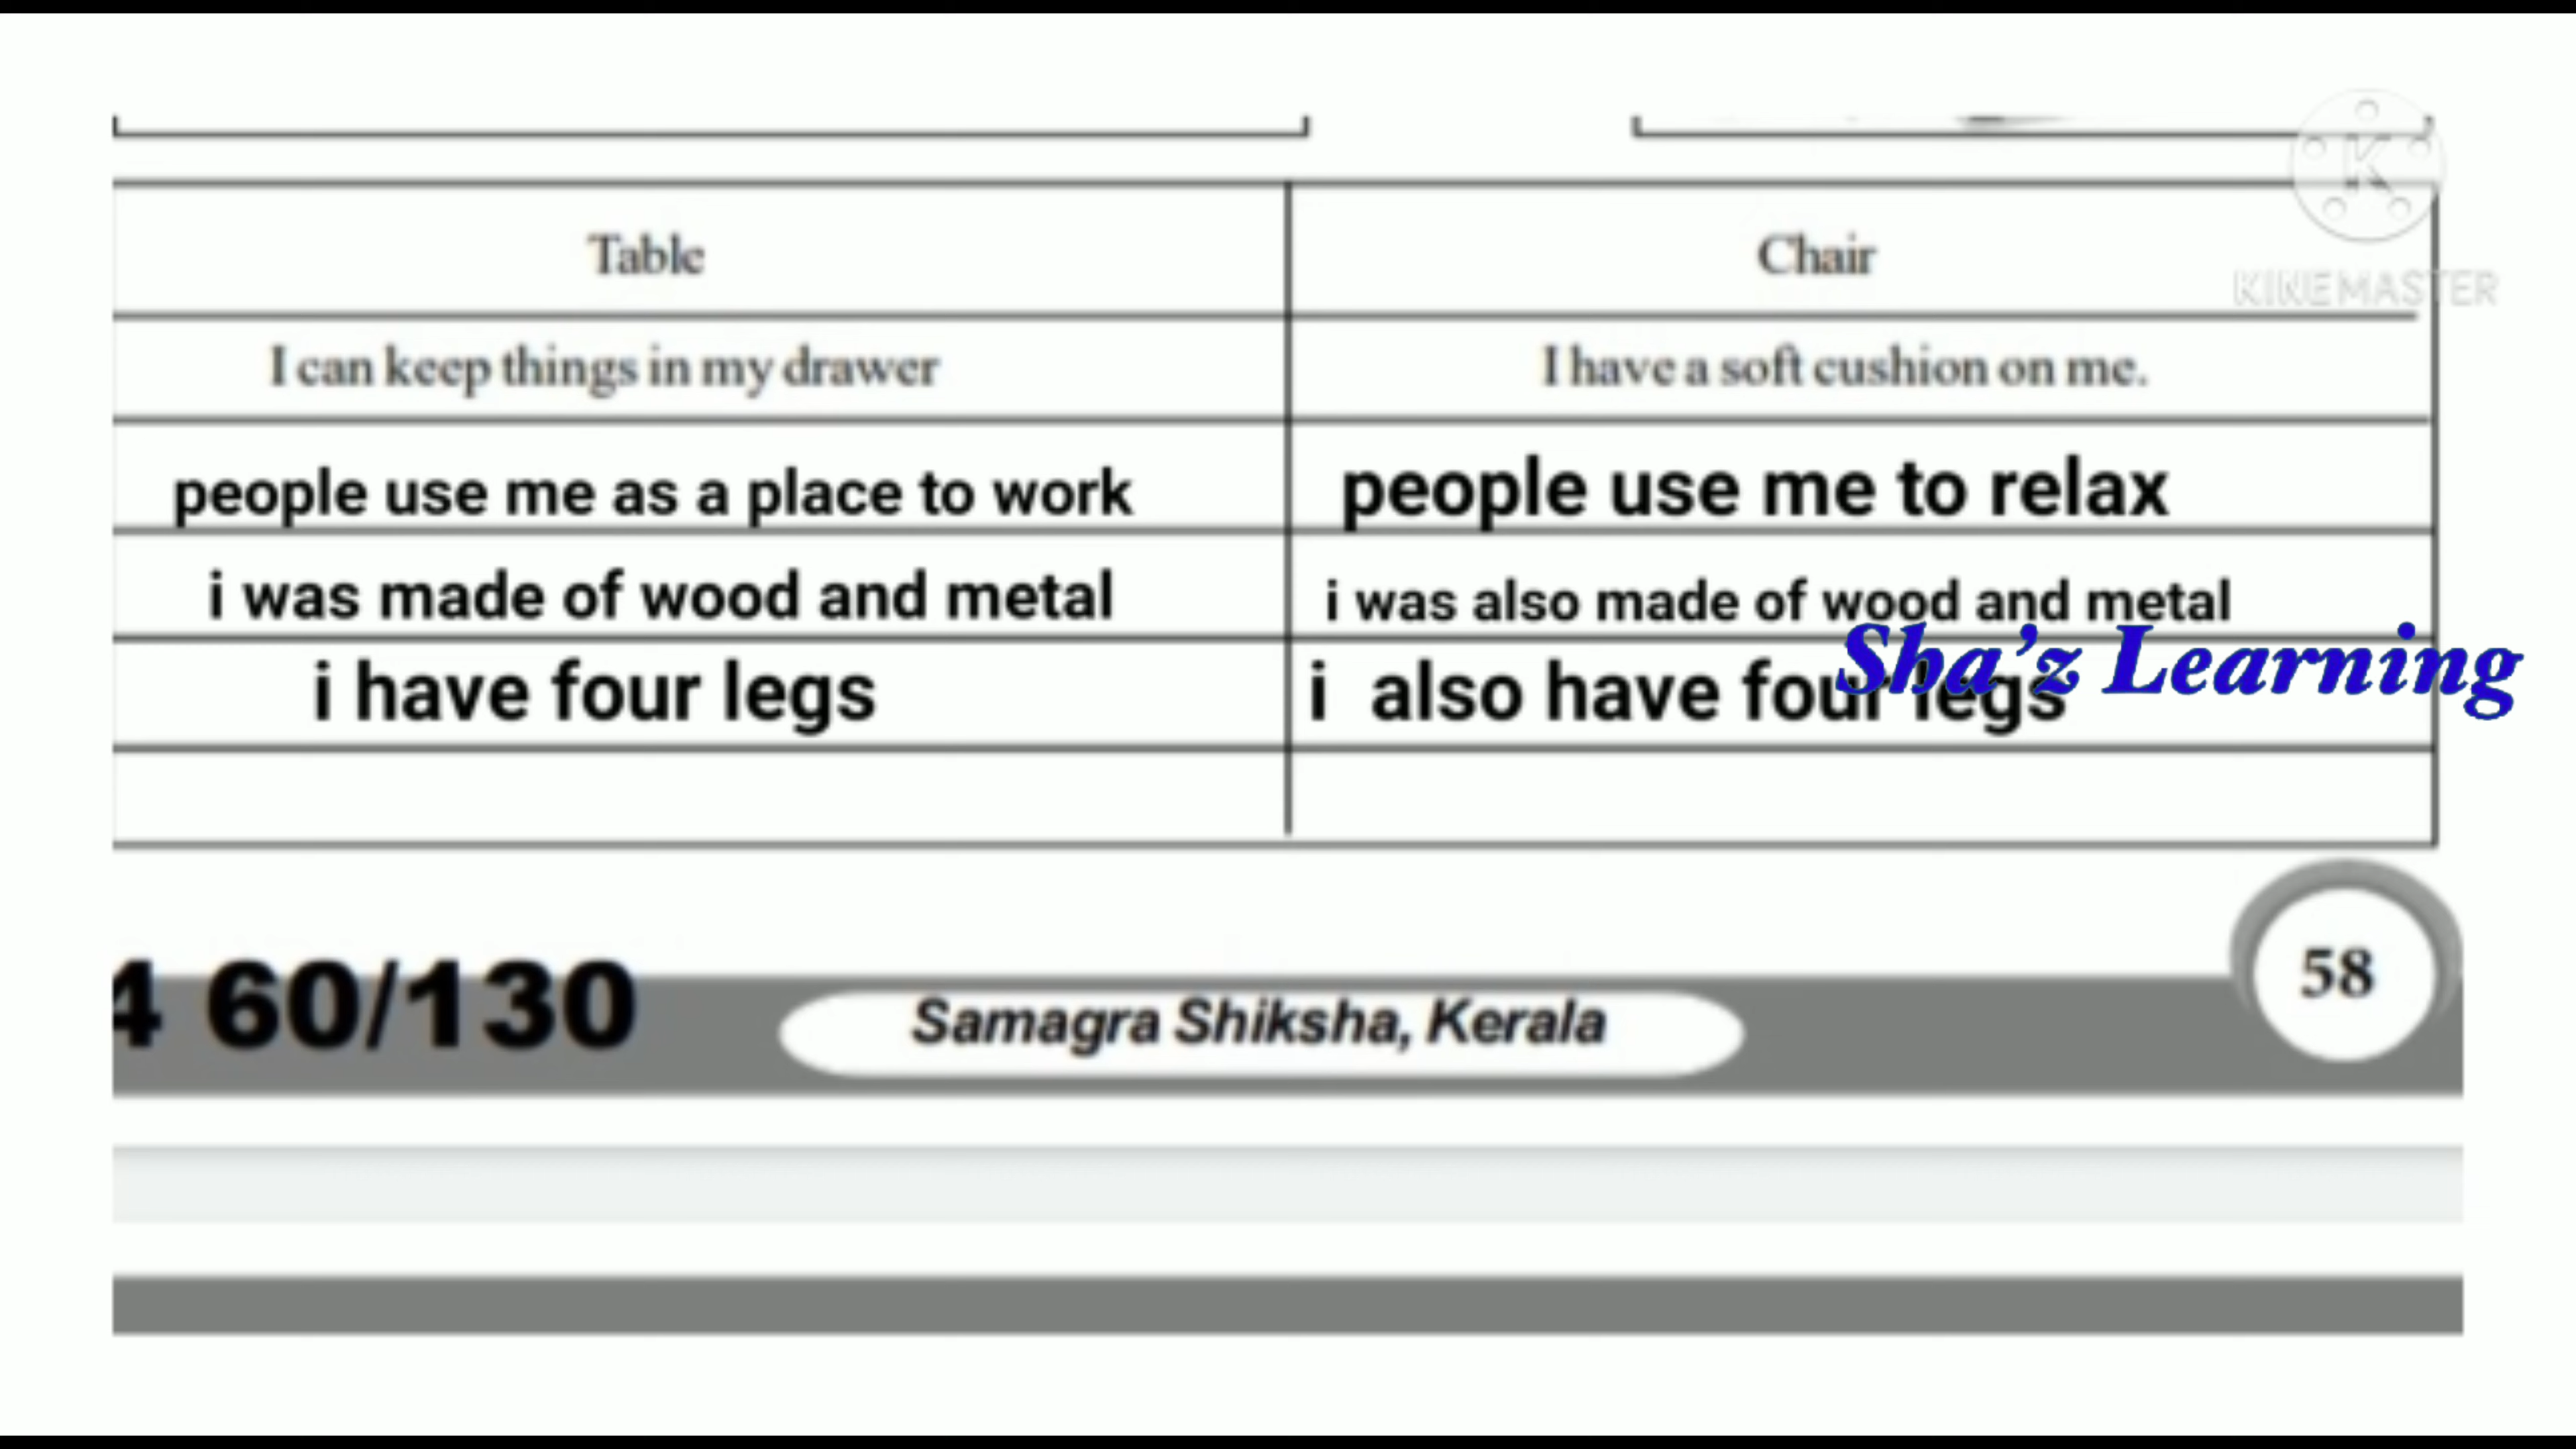 KINEMASTER
Table
Chair
I can keep things in my drawer
I have a soft cushion on me.
people use me as a place to work
people use me to relax
i was made of wood and metal
i was also made of wood and metal
i have four legs
i also have four legs
Sha'z Learning
4 60/130
Samagra Shiksha, Kerala
58